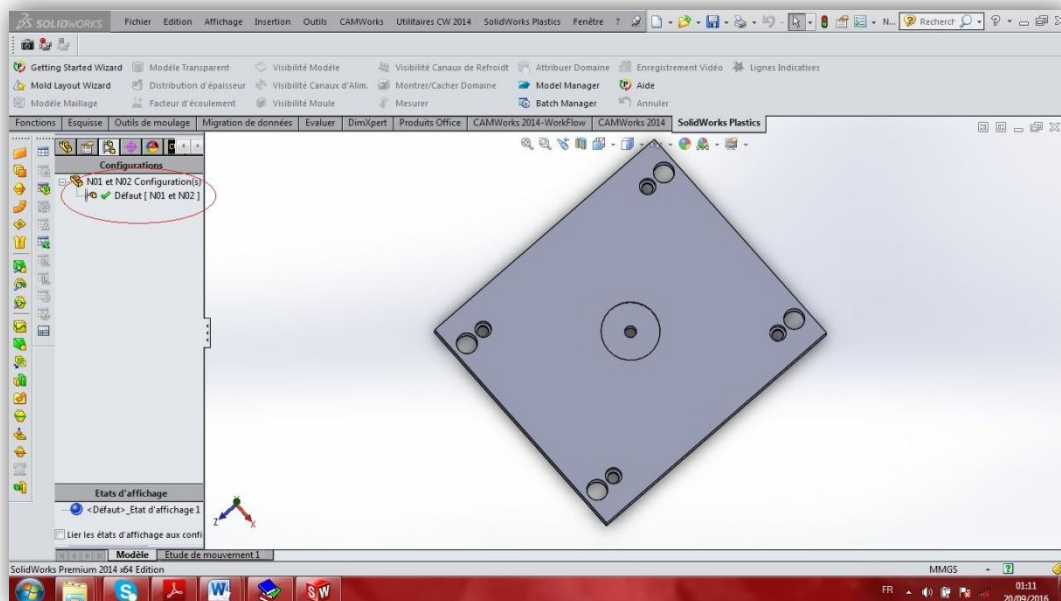 SOLIDWORKS Fichier Edition Affichage Insertion Outils CAMWorks Utilitaires CW 2014 SolidWorks Plastics Fenêtre ? N... Recherct ?
Getting Started Wizard Modèle Transparent Visibilité Modèle Visibilité Canaux de Refroidt Attribuer Domaine Enregistrement Vidéo Lignes Indicatives
Mold Layout Wizard Distribution d'épaisseur Visibilité Canaux d'Alim. Montrer/Cacher Domaine Model Manager Aide
Modèle Maillage Facteur d'écoulement Visibilité Moule Mesurer Batch Manager Annuler
Fonctions Esquisse Outils de moulage Migration de données Evaluer DimXpert Produits Office CAMWorks 2014-WorkFlow CAMWorks 2014 SolidWorks Plastics
Configurations
N01 et N02 Configuration(s)
Défaut [ N01 et N02 ]
Etats d'affichage
<Défaut>_Etat d'affichage 1
Lier les états d'affichage aux confi
Z X
Modèle Etude de mouvement 1
SolidWorks Premium 2014 x64 Edition MMGS
FR 01:11
20/09/2016